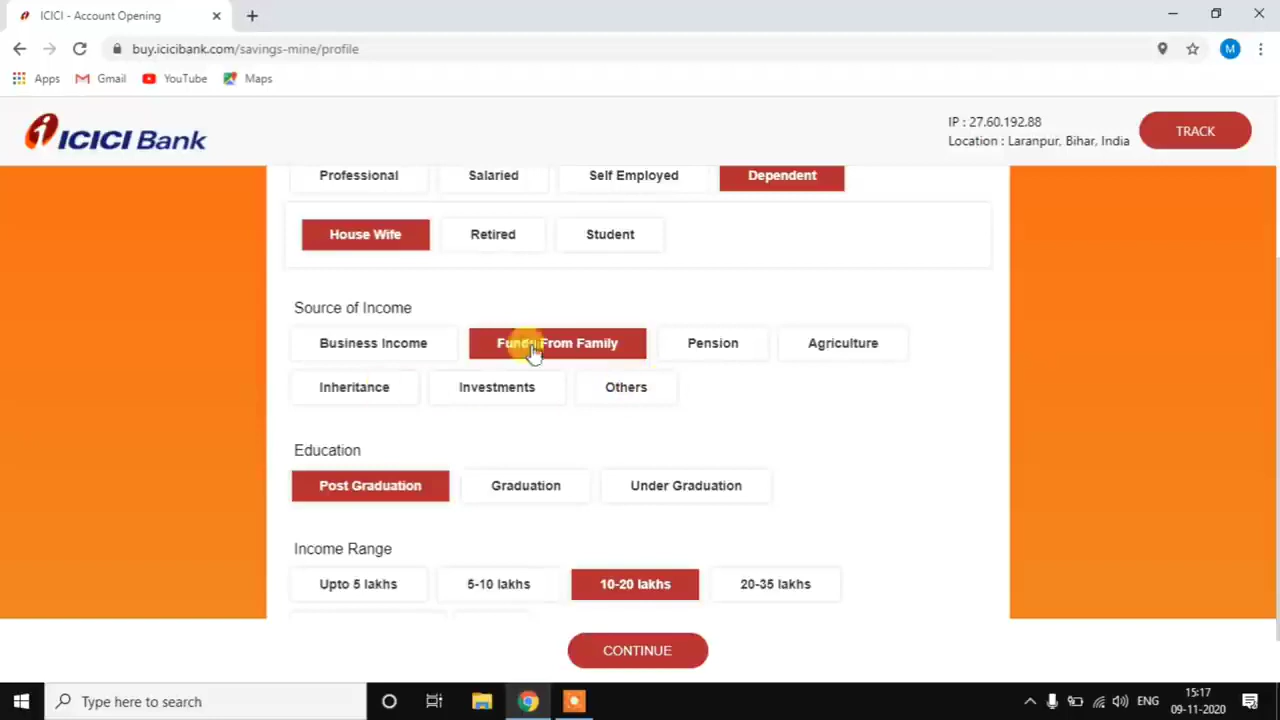 ICICI - Account Opening
buy.icicibank.com/savings-mine/profile
M
Apps Gmail YouTube Maps
ICICI Bank
IP : 27.60.192.88
Location : Laranpur, Bihar, India
TRACK
Professional Salaried Self Employed Dependent
House Wife Retired Student
Source of Income
Business Income Funds From Family Pension Agriculture
Inheritance Investments Others
Education
Post Graduation Graduation Under Graduation
Income Range
Upto 5 lakhs 5-10 lakhs 10-20 lakhs 20-35 lakhs
CONTINUE
Type here to search
ENG
15:17
09-11-2020